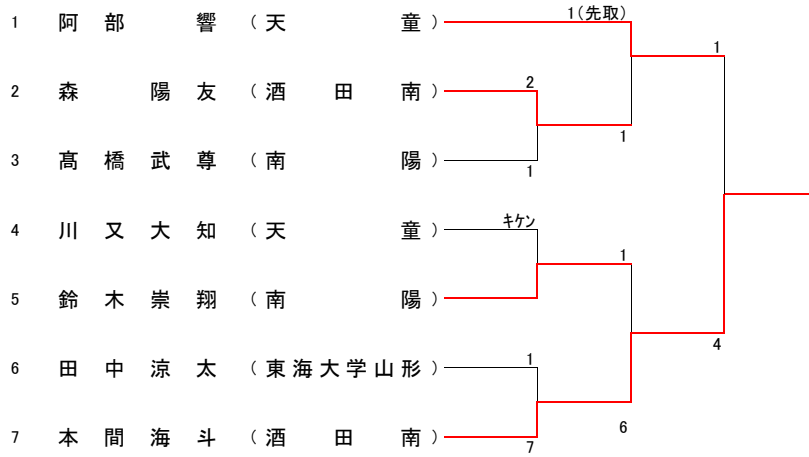 1(先取)
1 阿部 響 (天 童)
1
2
2 森 陽友 (酒 田 南)
1
3 髙橋武尊 (南 陽)
1
4 川又大知 (天 童)
キケン
1
5 鈴木崇翔 (南 陽)
4
6 田中涼太 (東海大学山形)
1
6
7 本間海斗 (酒 田 南)
7